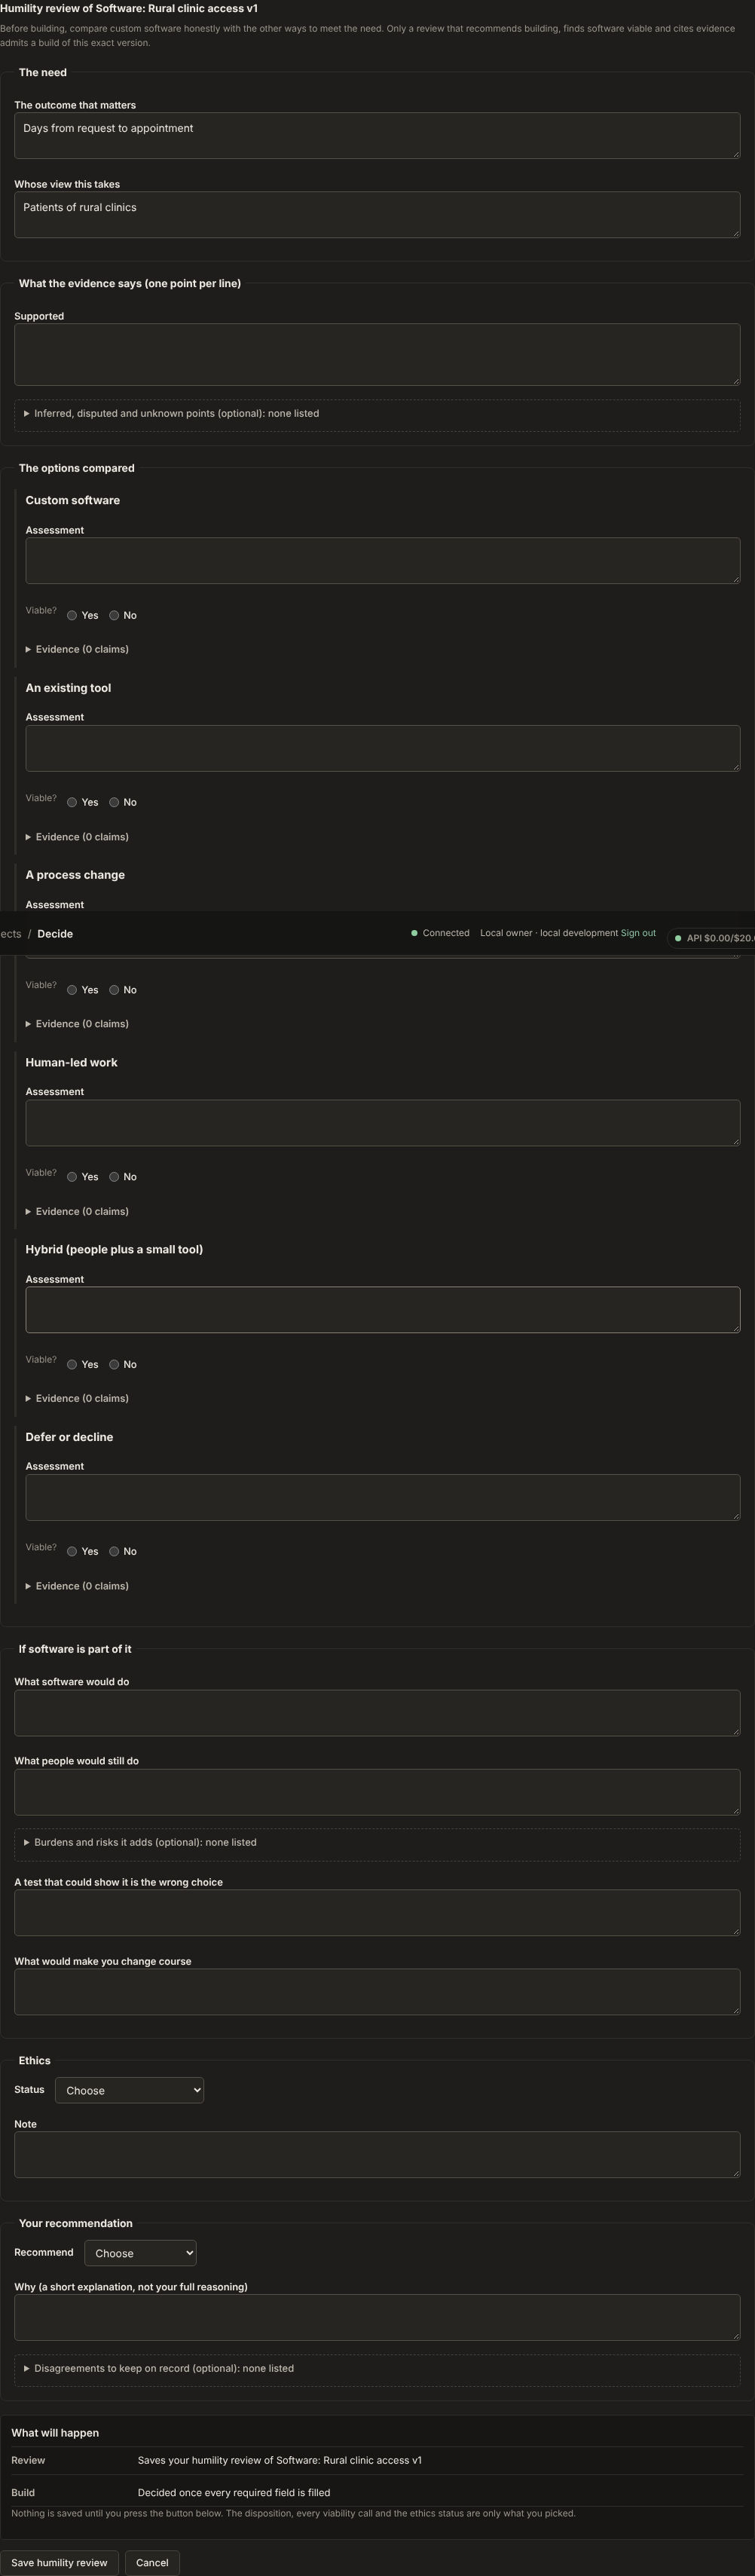 Humility review of Software: Rural clinic access v1
Before building, compare custom software honestly with the other ways to meet the need. Only a review that recommends building, finds software viable and cites evidence
admits a build of this exact version.
The need
The outcome that matters
Days from request to appointment
Whose view this takes
Patients of rural clinics
What the evidence says (one point per line)
Supported
Inferred, disputed and unknown points (optional): none listed
The options compared
Custom software
Assessment
Viable? Yes No
Evidence (0 claims)
An existing tool
Assessment
Viable? Yes No
Evidence (0 claims)
A process change
Assessment
ects / Decide Connected Local owner · local development Sign out API $0.00/$20.
Viable? Yes No
Evidence (0 claims)
Human-led work
Assessment
Viable? Yes No
Evidence (0 claims)
Hybrid (people plus a small tool)
Assessment
Viable? Yes No
Evidence (0 claims)
Defer or decline
Assessment
Viable? Yes No
Evidence (0 claims)
If software is part of it
What software would do
What people would still do
Burdens and risks it adds (optional): none listed
A test that could show it is the wrong choice
What would make you change course
Ethics
Status Choose
Note
Your recommendation
Recommend Choose
Why (a short explanation, not your full reasoning)
Disagreements to keep on record (optional): none listed
What will happen
Review Saves your humility review of Software: Rural clinic access v1
Build Decided once every required field is filled
Nothing is saved until you press the button below. The disposition, every viability call and the ethics status are only what you picked.
Save humility review Cancel